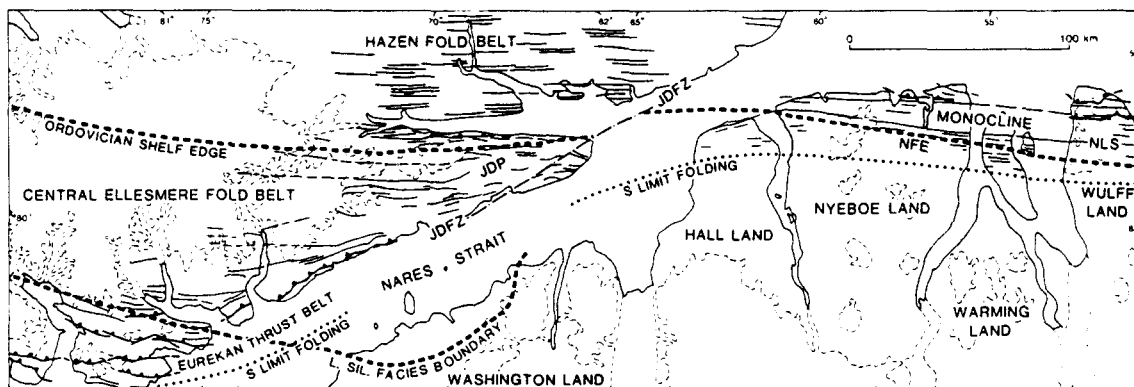 81° 75° 70° 62° 65° 60° 55°
HAZEN FOLD BELT
0 100 km
JDFZ
MONOCLINE
ORDOVICIAN SHELF EDGE
NFE
NLS
JDP
S LIMIT FOLDING
CENTRAL ELLESMERE FOLD BELT
WULFF
LAND
NYEBOE LAND
80°
JDFZ
HALL LAND
NARES STRAIT
WARMING
LAND
EUREKAN THRUST BELT
S LIMIT FOLDING
SIL. FACIES BOUNDARY
WASHINGTON LAND